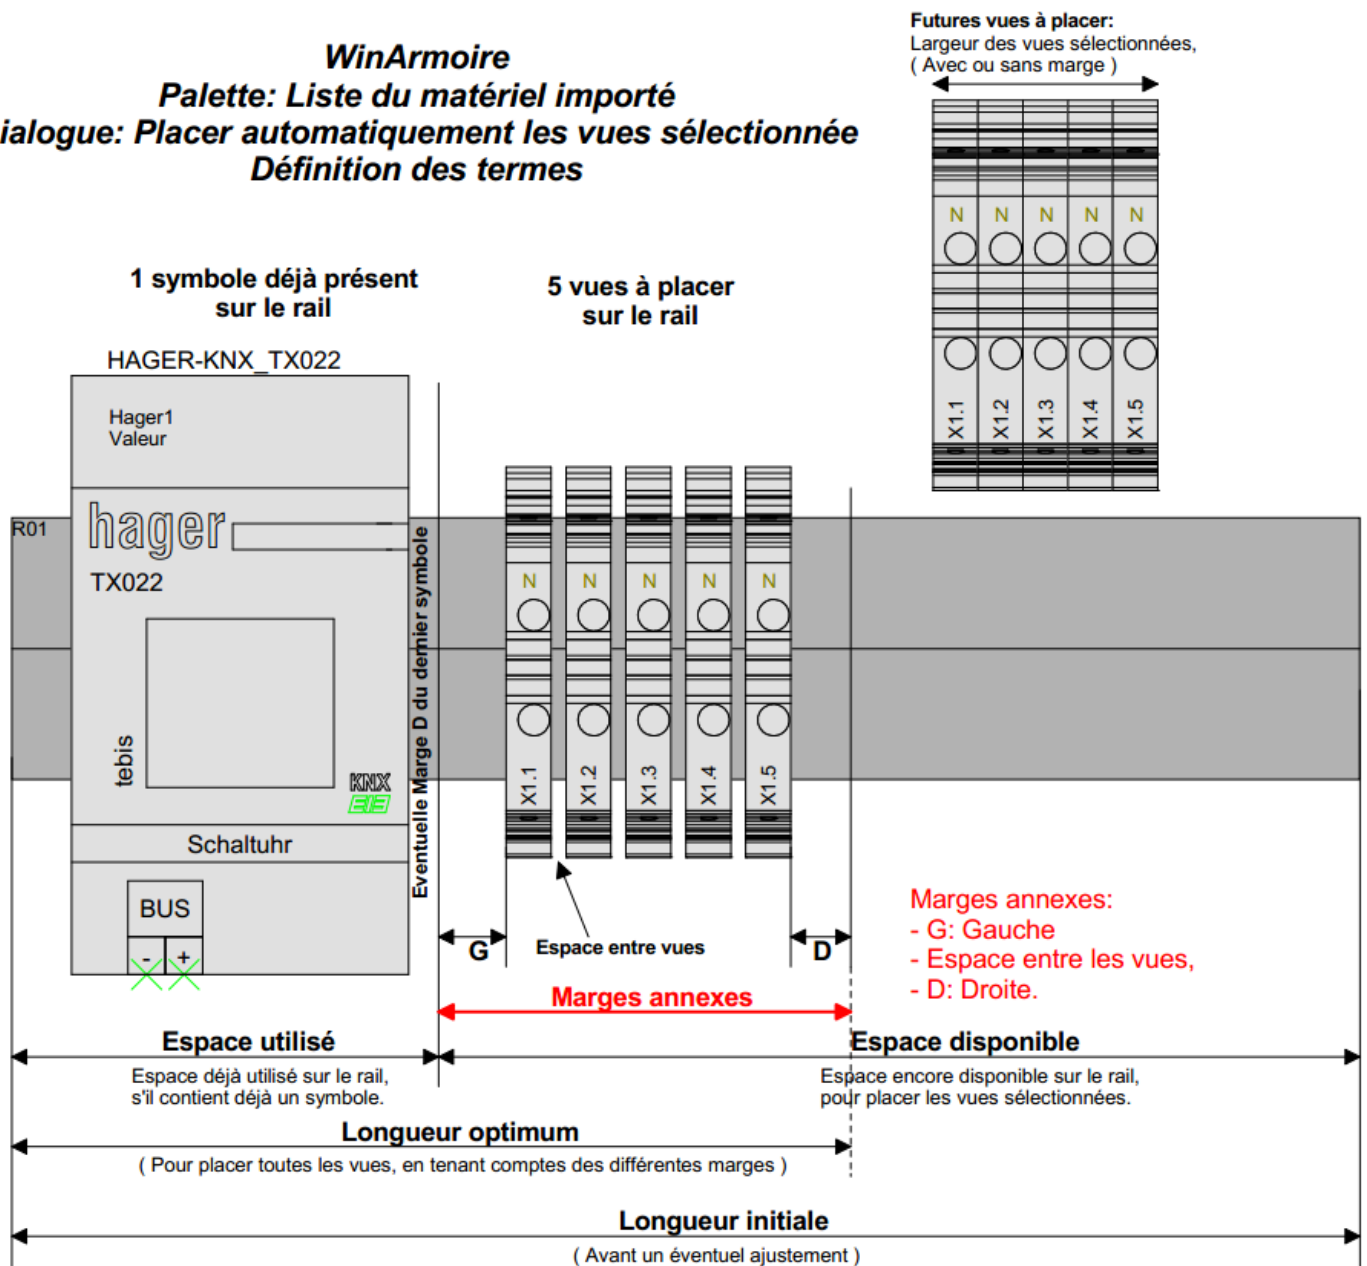 WinArmoire
Palette: Liste du matériel importé
ialogue: Placer automatiquement les vues sélectionnée
Définition des termes
Futures vues à placer:
Largeur des vues sélectionnées,
( Avec ou sans marge )
N N N N N
X1.1 X1.2 X1.3 X1.4 X1.5
1 symbole déjà présent
sur le rail
5 vues à placer
sur le rail
HAGER-KNX_TX022
Hager1
Valeur
R01
hager
TX022
tebis
KNX
EIB
Schaltuhr
BUS
- +
Eventuelle Marge D du dernier symbole
N N N N N
X1.1 X1.2 X1.3 X1.4 X1.5
G
Espace entre vues
D
Marges annexes:
- G: Gauche
- Espace entre les vues,
- D: Droite.
Marges annexes
Espace utilisé
Espace déjà utilisé sur le rail,
s'il contient déjà un symbole.
Espace disponible
Espace encore disponible sur le rail,
pour placer les vues sélectionnées.
Longueur optimum
( Pour placer toutes les vues, en tenant comptes des différentes marges )
Longueur initiale
( Avant un éventuel ajustement )